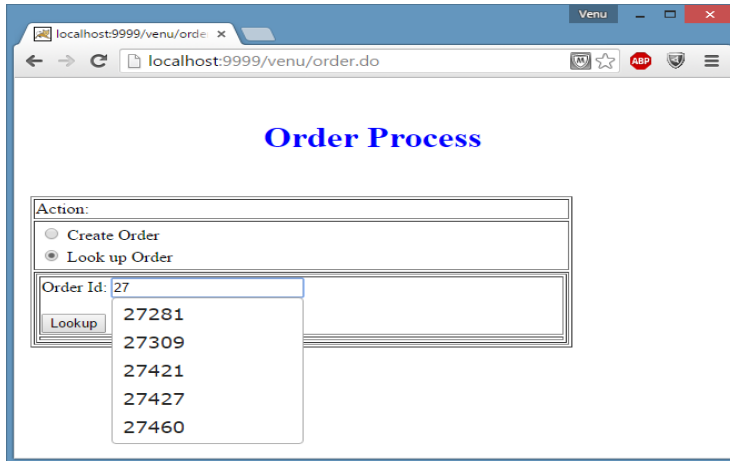 Venu
localhost:9999/venu/orde
localhost:9999/venu/order.do
ABP
Order Process
Action:
Create Order
Look up Order
Order Id: 27
Lookup
27281
27309
27421
27427
27460